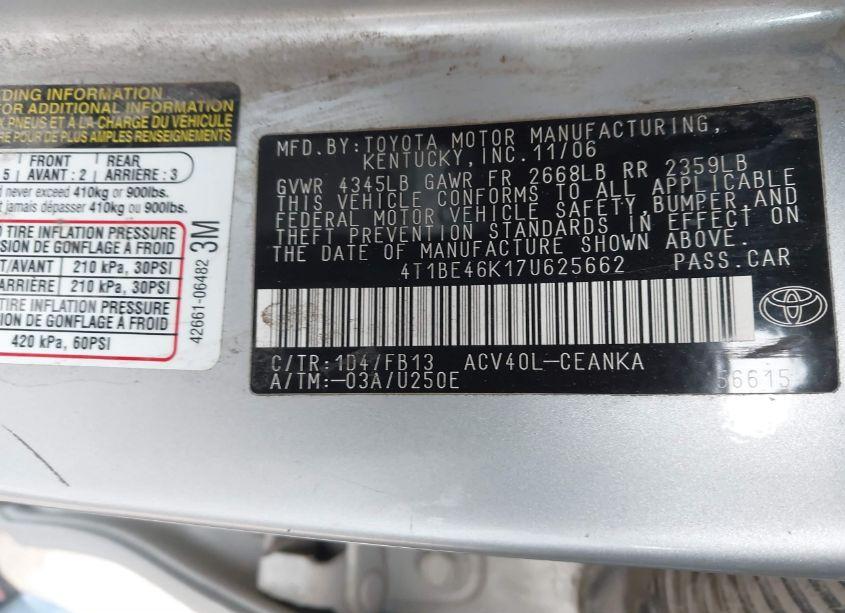 DING INFORMATION
FOR ADDITIONAL INFORMATION
PNEUS ET À LA CHARGE DU VÉHICULE
RE POUR DE PLUS AMPLES RENSEIGNEMENTS
FRONT REAR
5 AVANT : 2 ARRIÈRE : 3
d never exceed 410kg or 900lbs.
t jamais dépasser 410kg ou 900lbs.
TIRE INFLATION PRESSURE
SION DE GONFLAGE À FROID
T/AVANT 210 kPa, 30PSI
ARRIÈRE 210 kPa, 30PSI
TIRE INFLATION PRESSURE
SION DE GONFLAGE À FROID
420 kPa, 60PSI
42661-06482 3M
MFD.BY:TOYOTA MOTOR MANUFACTURING,
KENTUCKY,INC.11/06
GVWR 4345LB GAWR FR 2668LB RR 2359LB
THIS VEHICLE CONFORMS TO ALL APPLICABLE
FEDERAL MOTOR VEHICLE SAFETY,BUMPER,AND
THEFT PREVENTION STANDARDS IN EFFECT ON
THE DATE OF MANUFACTURE SHOWN ABOVE.
4T1BE46K17U625662 PASS.CAR
C/TR:1D4/FB13 ACV40L-CEANKA
A/TM:-03A/U250E 56615